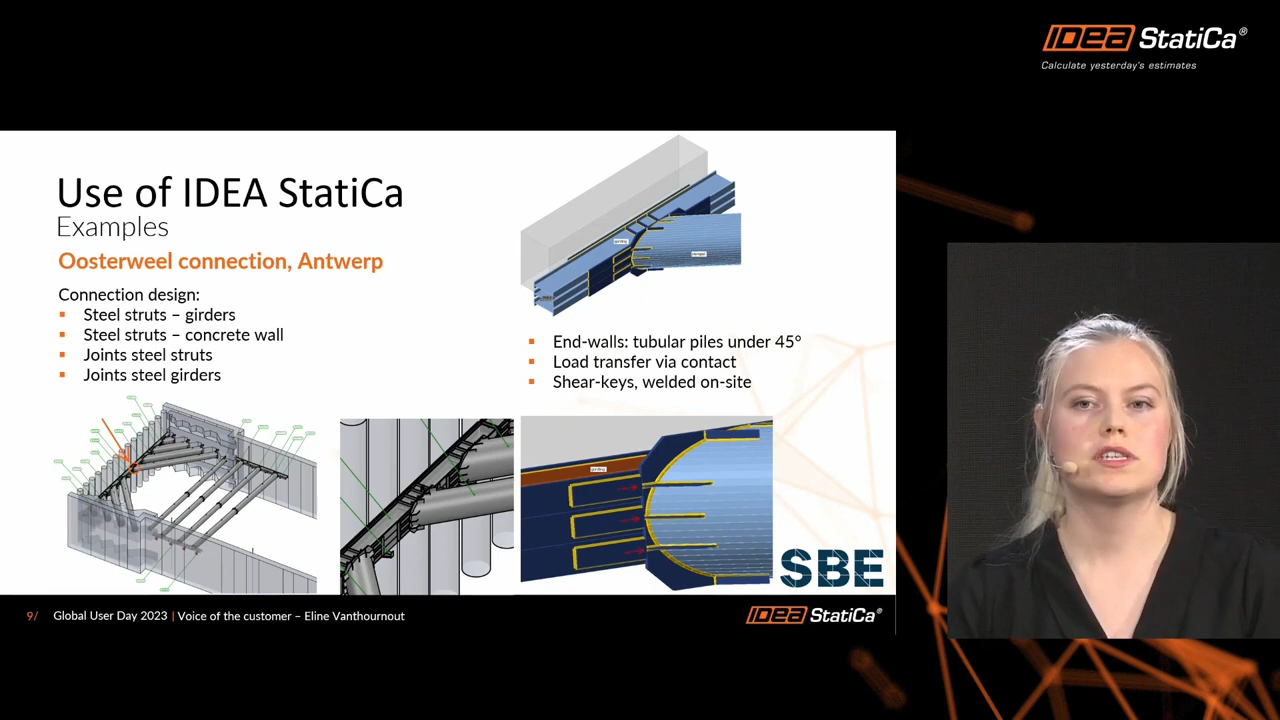 IDEA StatiCa®
Calculate yesterday's estimates
Use of IDEA StatiCa
Examples
Oosterweel connection, Antwerp
Connection design:
▪ Steel struts – girders
▪ Steel struts – concrete wall
▪ Joints steel struts
▪ Joints steel girders
▪ End-walls: tubular piles under 45°
▪ Load transfer via contact
▪ Shear-keys, welded on-site
SBE
9/ Global User Day 2023 | Voice of the customer – Eline Vanthournout
IDEA StatiCa®